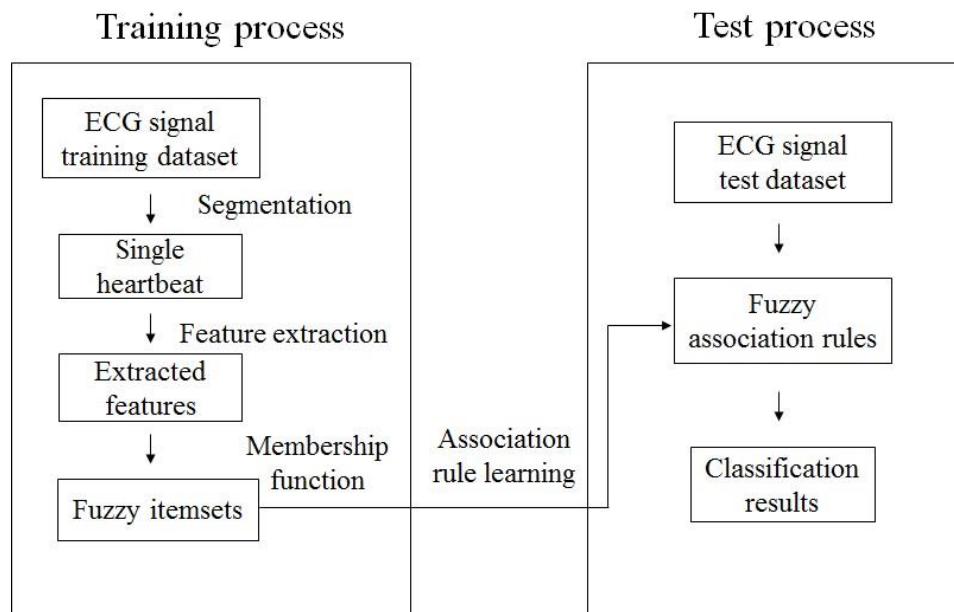 Training process
ECG signal
training dataset
Segmentation
Single
heartbeat
Feature extraction
Extracted
features
Membership
function
Fuzzy itemsets
Association
rule learning
Test process
ECG signal
test dataset
Fuzzy
association rules
Classification
results